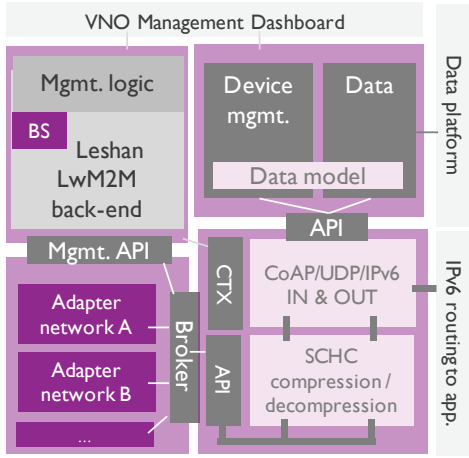 VNO Management Dashboard
Mgmt. logic
BS
Leshan
LwM2M
back-end
Device
mgmt.
Data
Data model
Data platform
API
Mgmt. API
CTX
CoAP/UDP/IPv6
IN & OUT
IPv6 routing to app.
Adapter
network A
Broker
Adapter
network B
...
API
SCHC
compression /
decompression